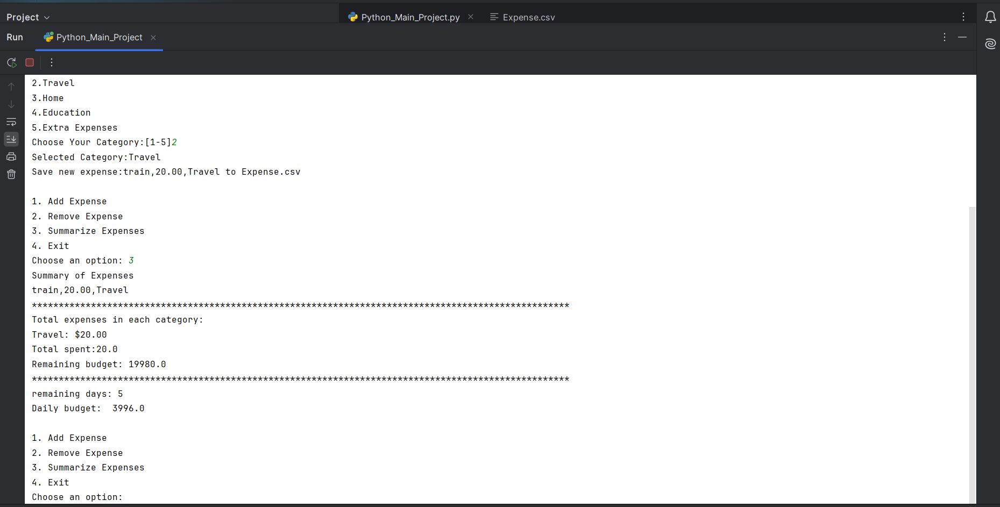 Project
Python_Main_Project.py
Expense.csv
Run
Python_Main_Project
2.Travel
3.Home
4.Education
5.Extra Expenses
Choose Your Category:[1-5]2
Selected Category:Travel
Save new expense:train,20.00,Travel to Expense.csv
1. Add Expense
2. Remove Expense
3. Summarize Expenses
4. Exit
Choose an option: 3
Summary of Expenses
train,20.00,Travel
****************************************************************************************************
Total expenses in each category:
Travel: $20.00
Total spent:20.0
Remaining budget: 19980.0
****************************************************************************************************
remaining days: 5
Daily budget:  3996.0
1. Add Expense
2. Remove Expense
3. Summarize Expenses
4. Exit
Choose an option: